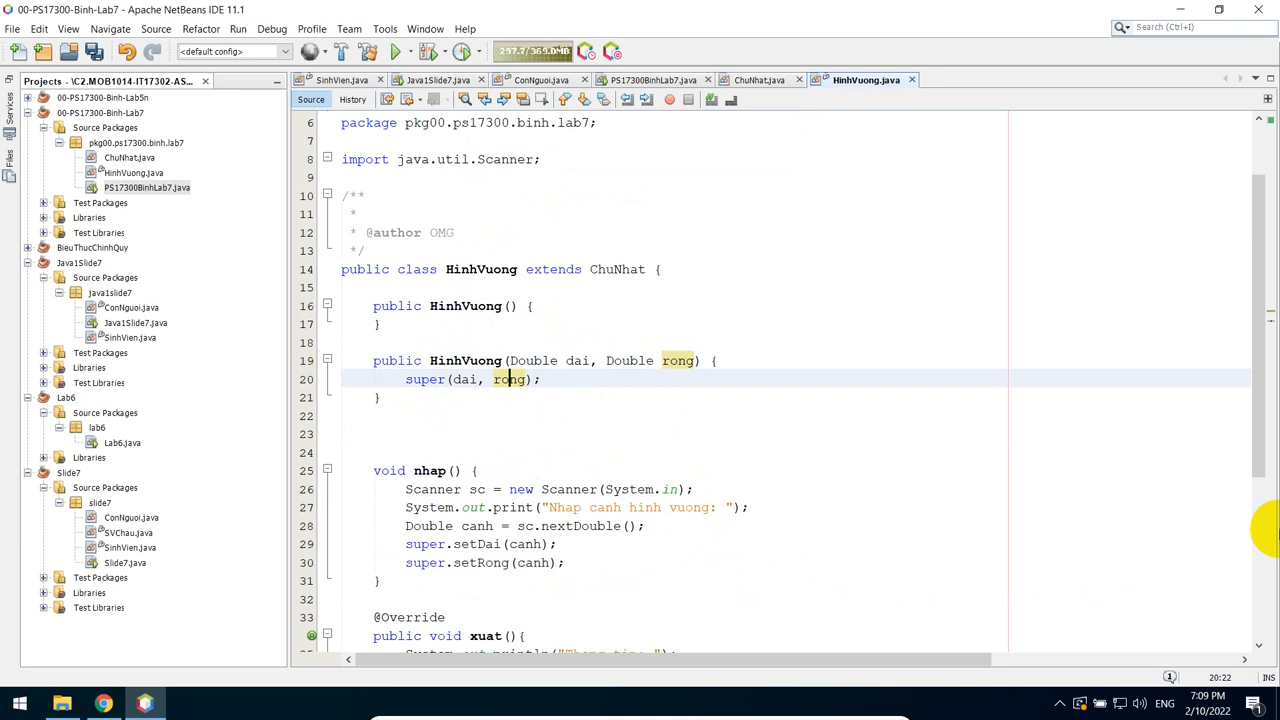 00-PS17300-Binh-Lab7 - Apache NetBeans IDE 11.1
File Edit View Navigate Source Refactor Run Debug Profile Team Tools Window Help
Search (Ctrl+I)
<default config> 297.7/369.0MB
Projects - \C2.MOB1014-IT17302-AS...
SinhVien.java Java1Slide7.java ConNguoi.java PS17300BinhLab7.java ChuNhat.java HinhVuong.java
Source History
Services
Files
00-PS17300-Binh-Lab5n
00-PS17300-Binh-Lab7
Source Packages
pkg00.ps17300.binh.lab7
ChuNhat.java
HinhVuong.java
PS17300BinhLab7.java
Test Packages
Libraries
Test Libraries
BieuThucChinhQuy
Java1Slide7
Source Packages
java1slide7
ConNguoi.java
Java1Slide7.java
SinhVien.java
Test Packages
Libraries
Test Libraries
Lab6
Source Packages
lab6
Lab6.java
Libraries
Slide7
Source Packages
slide7
ConNguoi.java
SVChau.java
SinhVien.java
Slide7.java
Test Packages
Libraries
Test Libraries
6 package pkg00.ps17300.binh.lab7;
7
8 import java.util.Scanner;
9
10 /**
11 *
12 * @author OMG
13 */
14 public class HinhVuong extends ChuNhat {
15
16 public HinhVuong() {
17 }
18
19 public HinhVuong(Double dai, Double rong) {
20 super(dai, rong);
21 }
22
23
24
25 void nhap() {
26 Scanner sc = new Scanner(System.in);
27 System.out.print("Nhap canh hinh vuong: ");
28 Double canh = sc.nextDouble();
29 super.setDai(canh);
30 super.setRong(canh);
31 }
32
33 @Override
public void xuat(){
20:22 INS
ENG 7:09 PM
2/10/2022